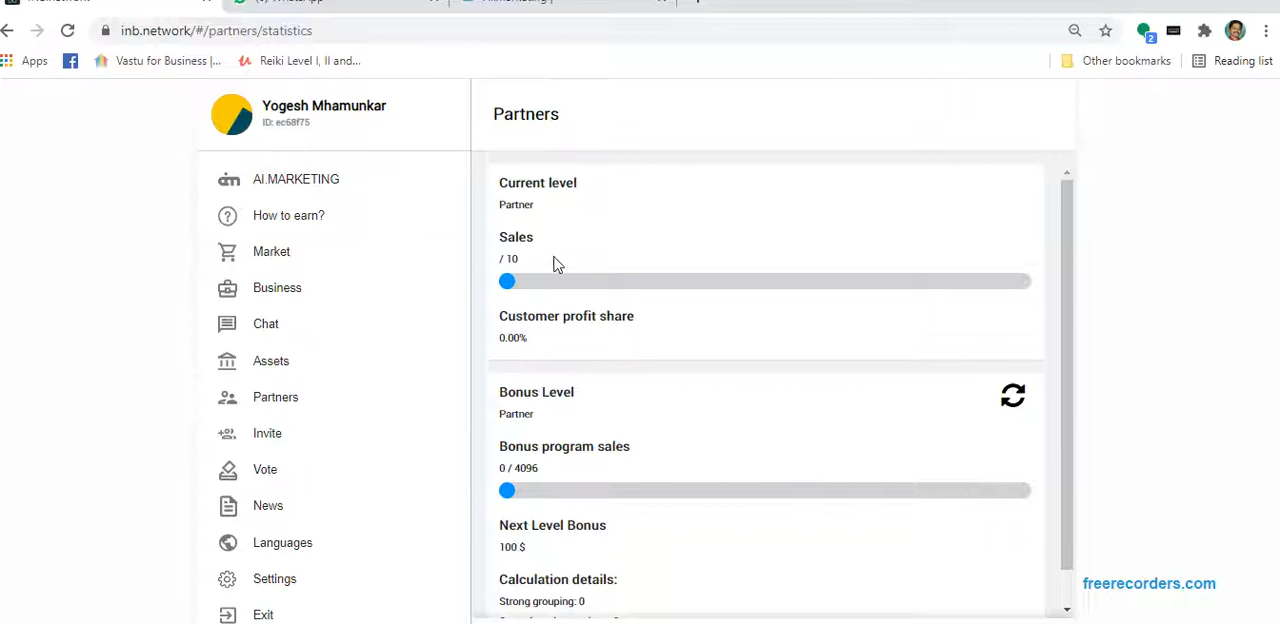 inb.network/#/partners/statistics
2
Apps
Vastu for Business |...
Reiki Level I, II and...
Other bookmarks
Reading list
Yogesh Mhamunkar
ID: ec68f75
Partners
am
AI.MARKETING
How to earn?
Market
Business
Chat
Assets
Partners
Invite
Vote
News
Languages
Settings
Exit
Current level
Partner
Sales
/ 10
Customer profit share
0.00%
Bonus Level
Partner
Bonus program sales
0 / 4096
Next Level Bonus
100 $
Calculation details:
Strong grouping: 0
freerecorders.com